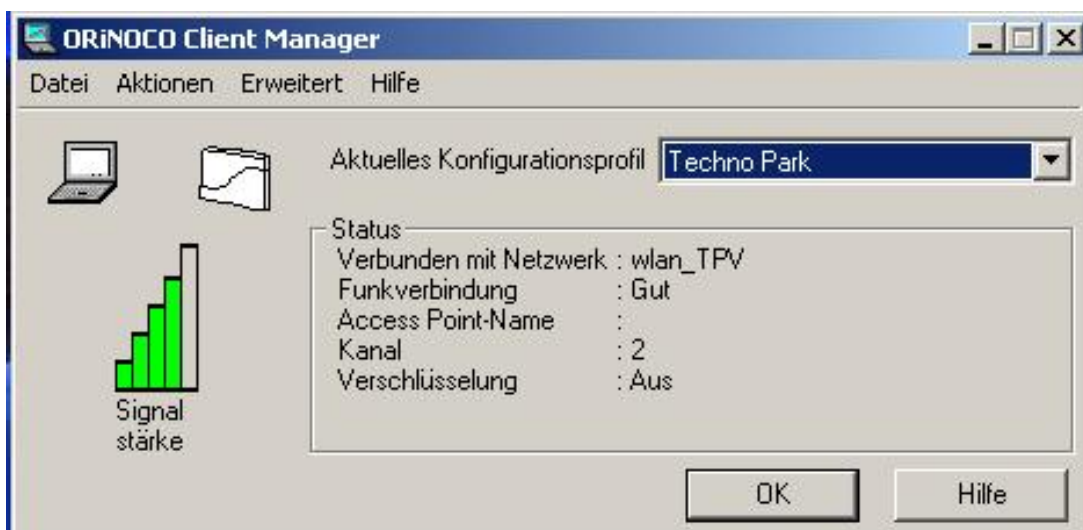 ORiNOCO Client Manager
Datei Aktionen Erweitert Hilfe
Aktuelles Konfigurationsprofil Techno Park
Status
Verbunden mit Netzwerk : wlan_TPV
Funkverbindung : Gut
Access Point-Name :
Kanal : 2
Verschlüsselung : Aus
Signal
stärke
OK Hilfe